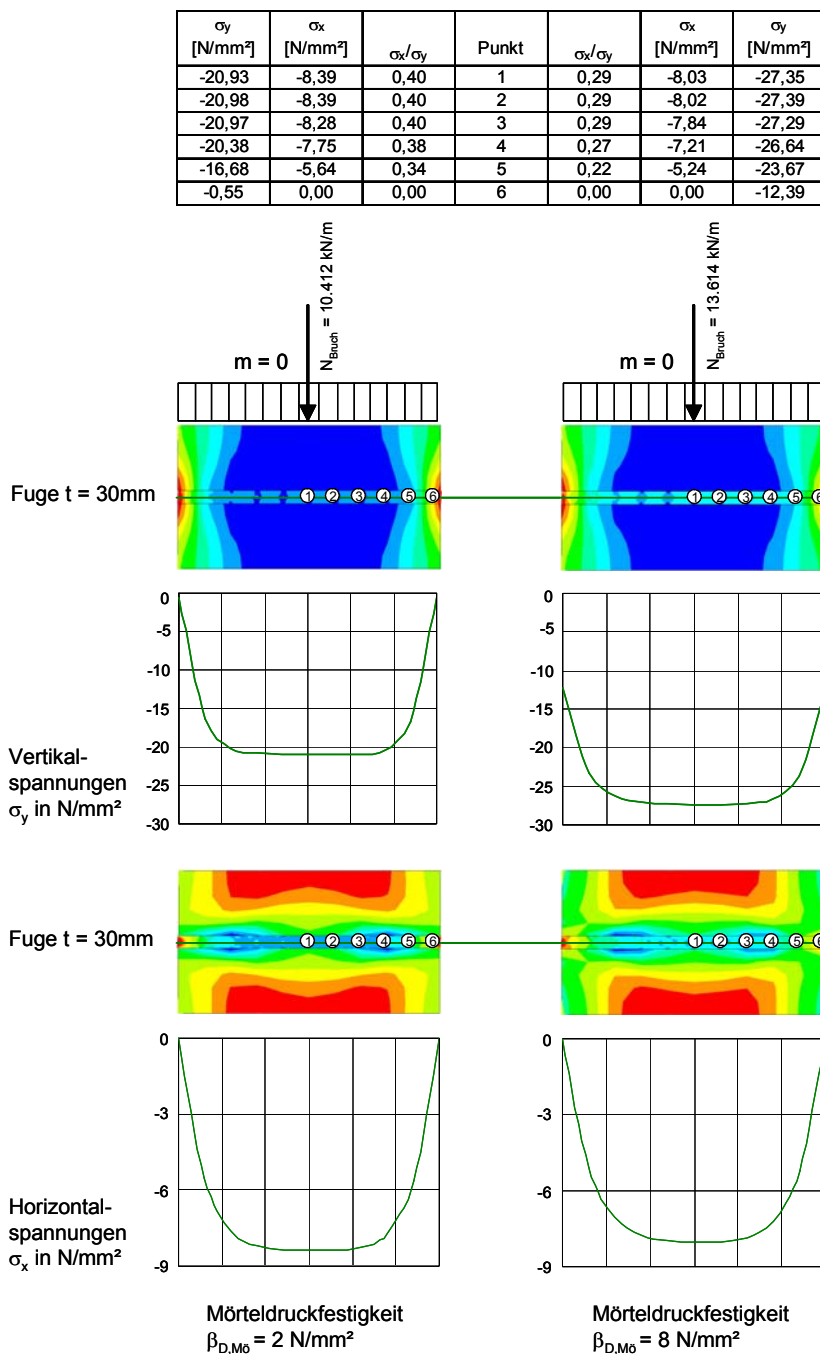 σy σx σx/σy Punkt σx/σy σx σy
[N/mm²] [N/mm²] [N/mm²] [N/mm²]
-20,93 -8,39 0,40 1 0,29 -8,03 -27,35
-20,98 -8,39 0,40 2 0,29 -8,02 -27,39
-20,97 -8,28 0,40 3 0,29 -7,84 -27,29
-20,38 -7,75 0,38 4 0,27 -7,21 -26,64
-16,68 -5,64 0,34 5 0,22 -5,24 -23,67
-0,55 0,00 0,00 6 0,00 0,00 -12,39
N_Bruch = 10.412 kN/m
N_Bruch = 13.614 kN/m
m = 0
m = 0
Fuge t = 30mm
1 2 3 4 5 6
1 2 3 4 5 6
0
-5
-10
-15
-20
-25
-30
0
-5
-10
-15
-20
-25
-30
Vertikal-
spannungen
σy in N/mm²
Fuge t = 30mm
1 2 3 4 5 6
1 2 3 4 5 6
0
-3
-6
-9
0
-3
-6
-9
Horizontal-
spannungen
σx in N/mm²
Mörteldruckfestigkeit
βD,Mö = 2 N/mm²
Mörteldruckfestigkeit
βD,Mö = 8 N/mm²